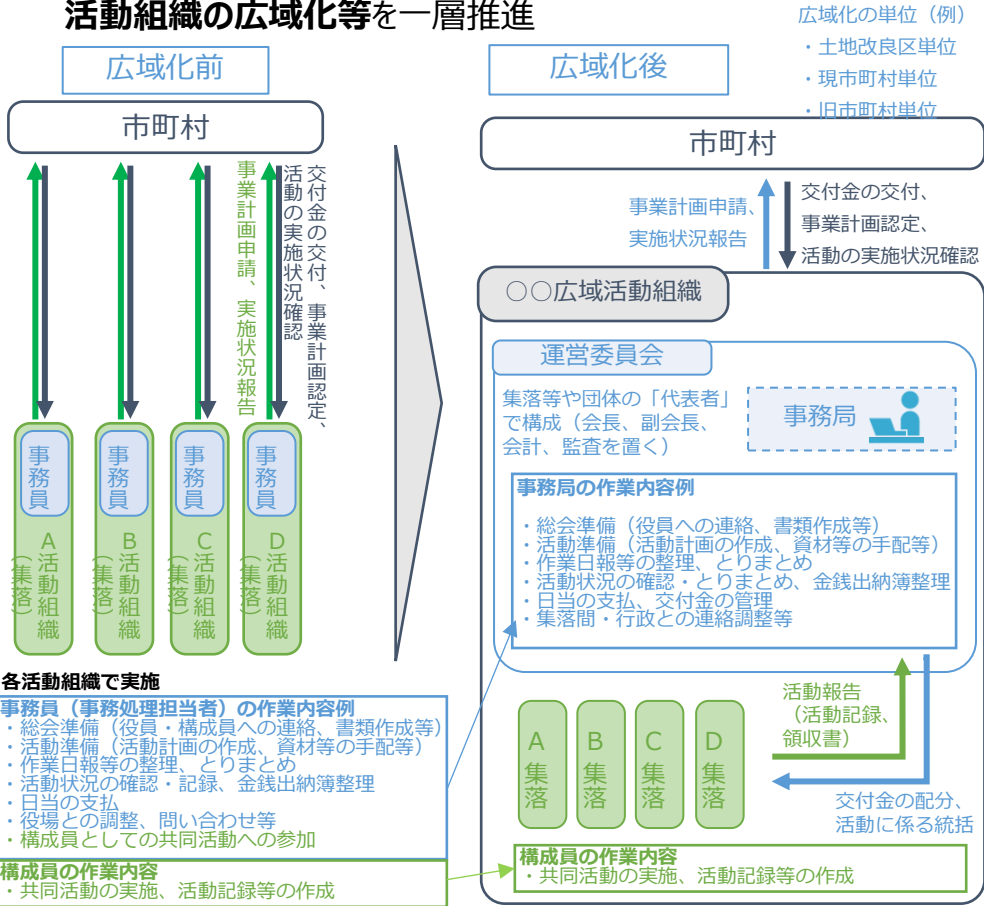 活動組織の広域化等を一層推進
広域化の単位（例）
・土地改良区単位
・現市町村単位
・旧市町村単位
広域化前
市町村
事業計画申請、実施状況報告
交付金の交付、事業計画認定、
活動の実施状況確認
事務員
事務員
事務員
事務員
A活動組織
（集落）
B活動組織
（集落）
C活動組織
（集落）
D活動組織
（集落）
各活動組織で実施
事務員（事務処理担当者）の作業内容例
・総会準備（役員・構成員への連絡、書類作成等）
・活動準備（活動計画の作成、資材等の手配等）
・作業日報等の整理、とりまとめ
・活動状況の確認・記録、金銭出納簿整理
・日当の支払
・役場との調整、問い合わせ等
・構成員としての共同活動への参加
構成員の作業内容
・共同活動の実施、活動記録等の作成
広域化後
市町村
事業計画申請、
実施状況報告
交付金の交付、
事業計画認定、
活動の実施状況確認
○○広域活動組織
運営委員会
集落等や団体の「代表者」
で構成（会長、副会長、
会計、監査を置く）
事務局
事務局の作業内容例
・総会準備（役員への連絡、書類作成等）
・活動準備（活動計画の作成、資材等の手配等）
・作業日報等の整理、とりまとめ
・活動状況の確認・とりまとめ、金銭出納簿整理
・日当の支払、交付金の管理
・集落間・行政との連絡調整等
A集落
B集落
C集落
D集落
活動報告
（活動記録、
領収書）
交付金の配分、
活動に係る統括
構成員の作業内容
・共同活動の実施、活動記録等の作成